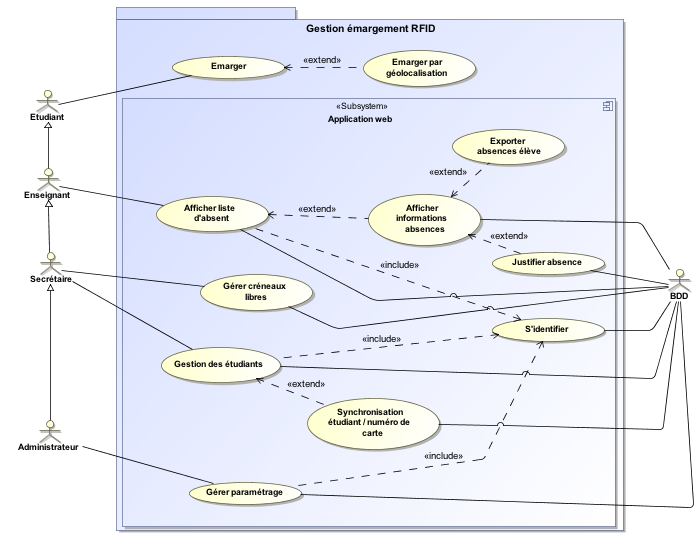 Gestion émargement RFID
Emarger
«extend»
Emarger par
géolocalisation
Etudiant
«Subsystem»
Application web
Exporter
absences élève
«extend»
Enseignant
Afficher liste
d'absent
«extend»
Afficher
informations
absences
«extend»
Justifier absence
«include»
Secrétaire
Gérer créneaux
libres
BDD
S'identifier
«include»
Gestion des étudiants
«extend»
Synchronisation
étudiant / numéro de
carte
Administrateur
«include»
Gérer paramétrage